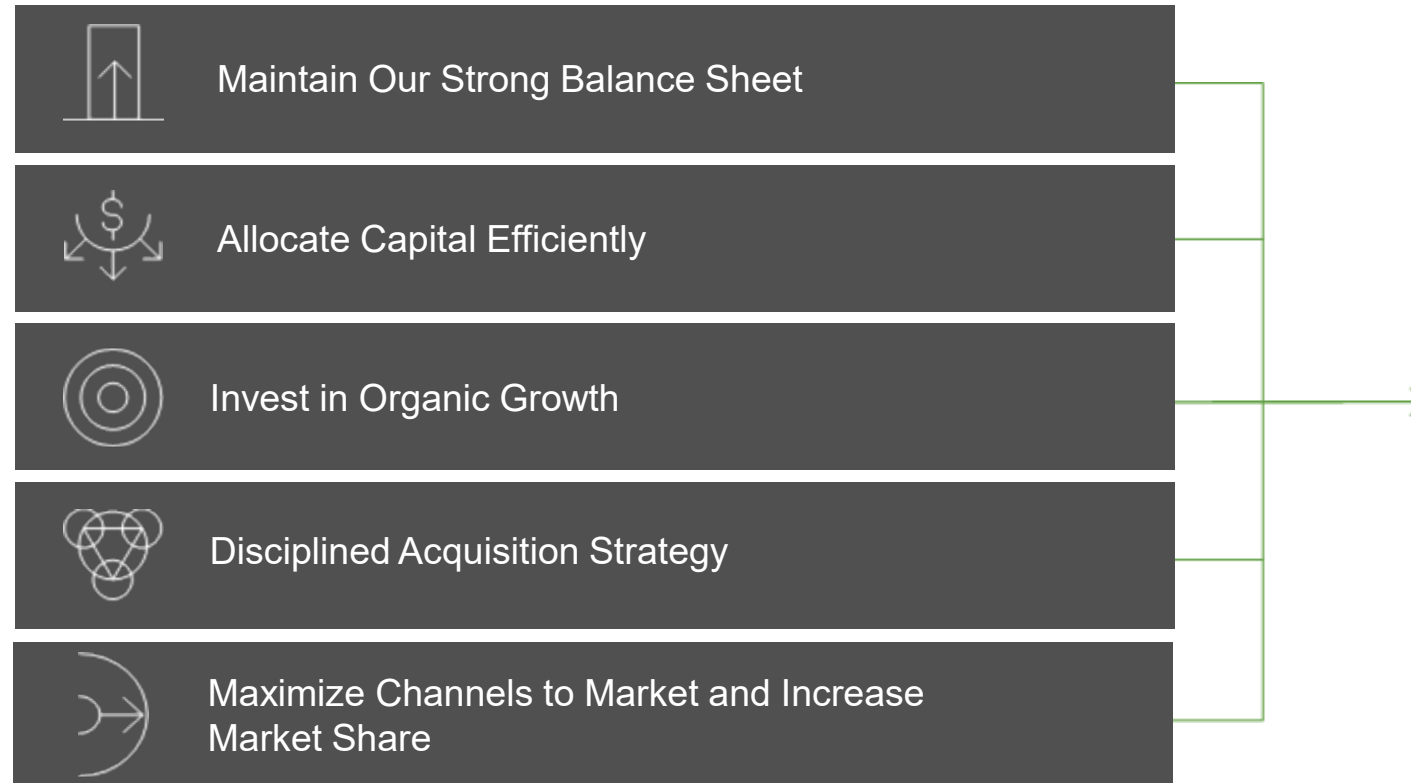 Maintain Our Strong Balance Sheet
$
Allocate Capital Efficiently
Invest in Organic Growth
Disciplined Acquisition Strategy
Maximize Channels to Market and Increase
Market Share